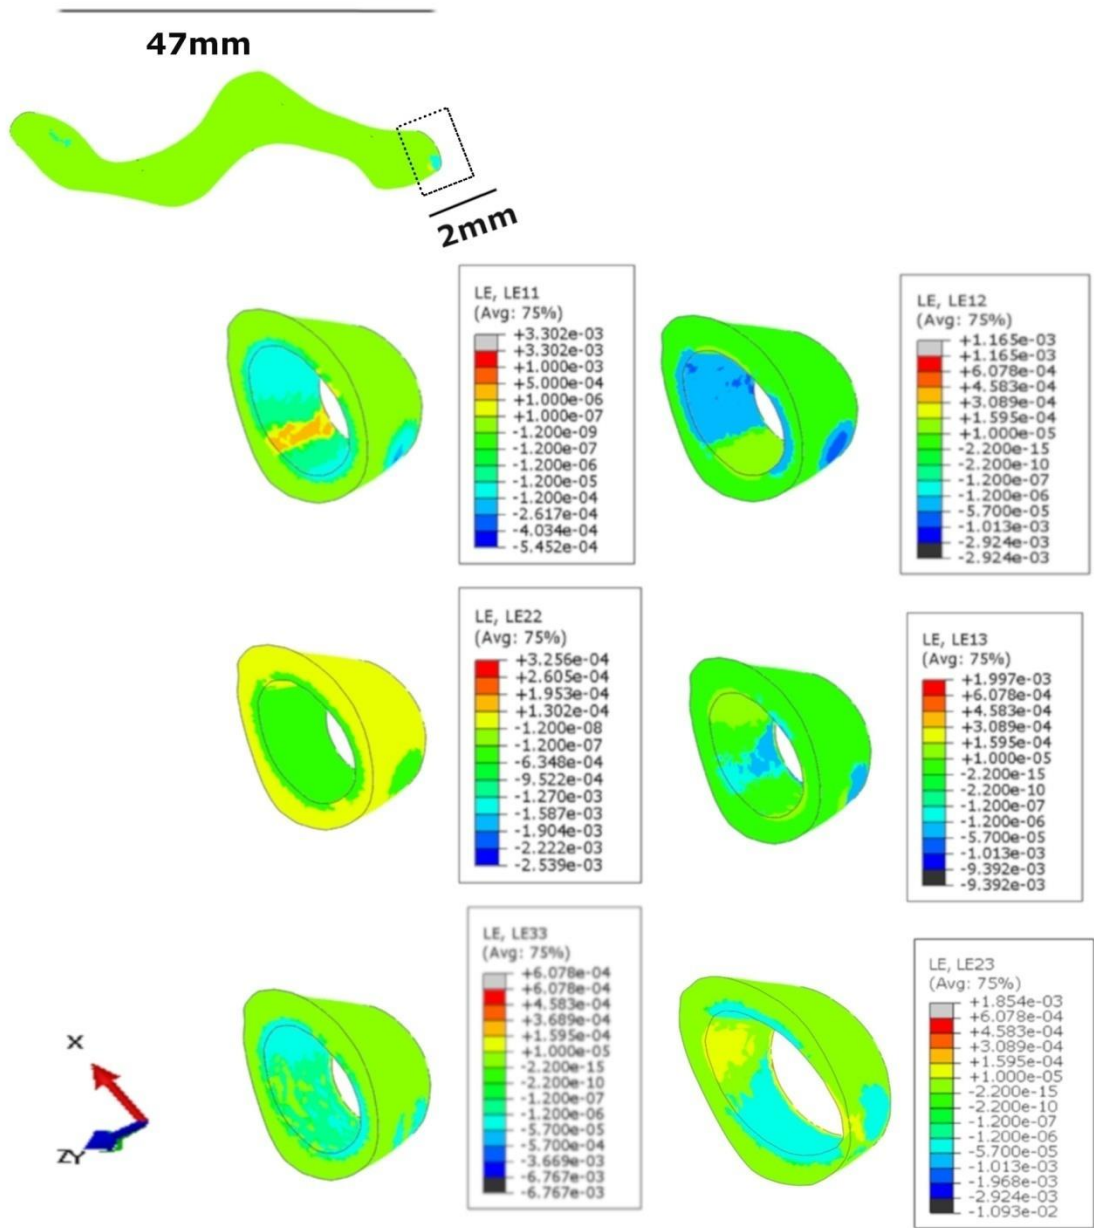 47mm
2mm
LE, LE11
(Avg: 75%)
+3.302e-03
+3.302e-03
+1.000e-03
+5.000e-04
+1.000e-06
+1.000e-07
-1.200e-09
-1.200e-07
-1.200e-06
-1.200e-05
-1.200e-04
-2.617e-04
-4.034e-04
-5.452e-04
LE, LE12
(Avg: 75%)
+1.165e-03
+1.165e-03
+6.078e-04
+4.583e-04
+3.089e-04
+1.595e-04
+1.000e-05
-2.200e-15
-2.200e-10
-1.200e-07
-1.200e-06
-5.700e-05
-1.013e-03
-2.924e-03
-2.924e-03
LE, LE22
(Avg: 75%)
+3.256e-04
+2.605e-04
+1.953e-04
+1.302e-04
-1.200e-08
-1.200e-07
-6.348e-04
-9.522e-04
-1.270e-03
-1.587e-03
-1.904e-03
-2.222e-03
-2.539e-03
LE, LE13
(Avg: 75%)
+1.997e-03
+6.078e-04
+4.583e-04
+3.089e-04
+1.595e-04
+1.000e-05
-2.200e-15
-2.200e-10
-1.200e-07
-1.200e-06
-5.700e-05
-1.013e-03
-9.392e-03
-9.392e-03
LE, LE33
(Avg: 75%)
+6.078e-04
+6.078e-04
+4.583e-04
+3.689e-04
+1.595e-04
+1.000e-05
-2.200e-15
-2.200e-10
-1.200e-07
-1.200e-06
-5.700e-05
-5.700e-04
-3.669e-03
-6.767e-03
-6.767e-03
LE, LE23
(Avg: 75%)
+1.854e-03
+6.078e-04
+4.583e-04
+3.089e-04
+1.595e-04
+1.000e-05
-2.200e-15
-2.200e-10
-1.200e-07
-1.200e-06
-5.700e-05
-1.013e-03
-1.968e-03
-2.924e-03
-1.093e-02
X
ZY